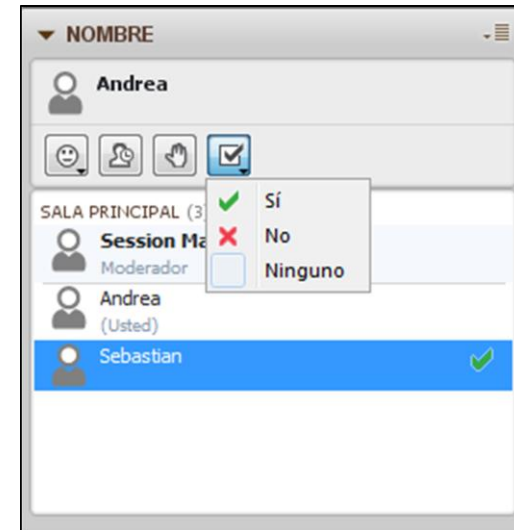 NOMBRE
Andrea
Sí
SALA PRINCIPAL (3)
No
Session Ma
Moderador
Ninguno
Andrea
(Usted)
Sebastian